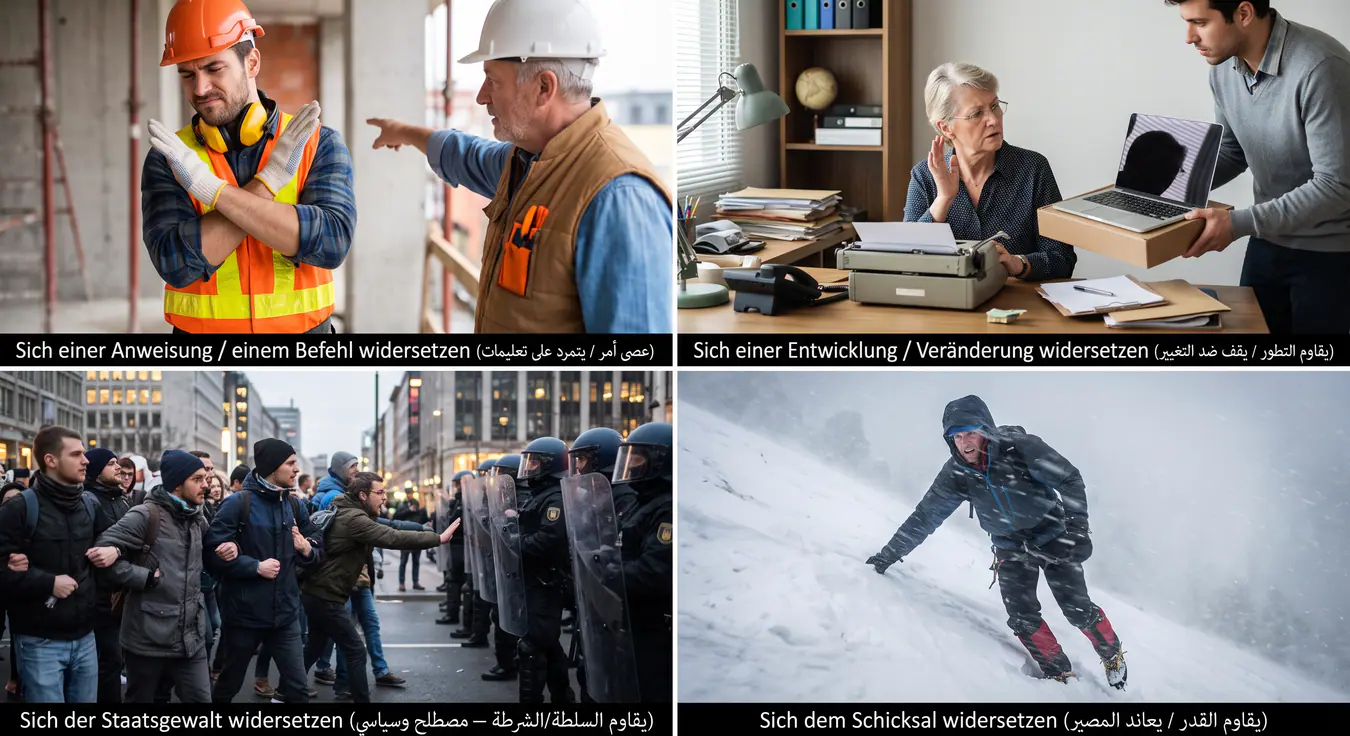 Sich einer Anweisung / einem Befehl widersetzen (عصى أمر / يتمرد على تعليمات)
Sich einer Entwicklung / Veränderung widersetzen (يقاوم التطور / يقف ضد التغيير)
Sich der Staatsgewalt widersetzen (يقاوم السلطة/الشرطة – مصطلح وسياسي)
Sich dem Schicksal widersetzen (يقاوم القدر / يعاند المصير)